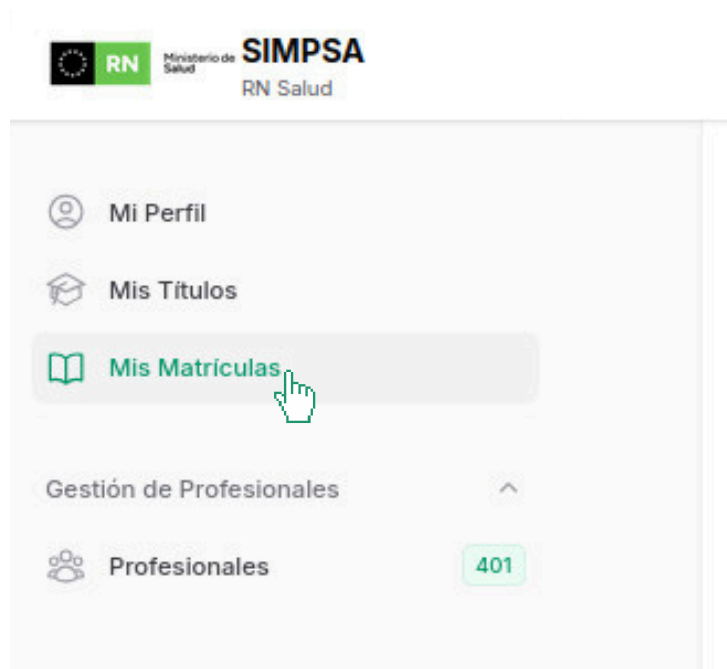 RN
Ministerio de
Salud
SIMPSA
RN Salud
Mi Perfil
Mis Títulos
Mis Matrículas
Gestión de Profesionales
Profesionales
401